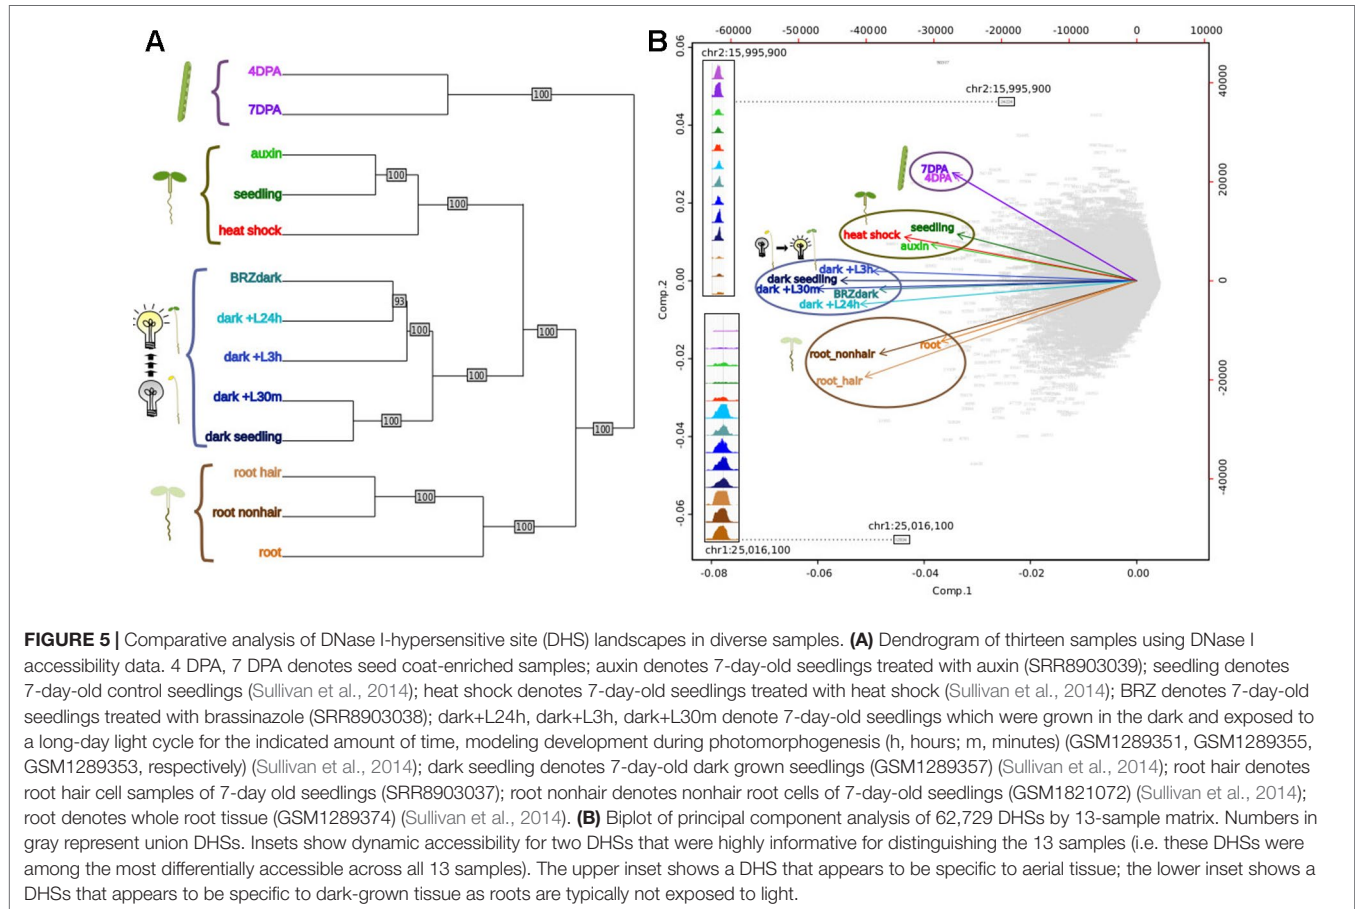 A
4DPA
7DPA
auxin
seedling
heat shock
BRZdark
dark +L24h
dark +L3h
dark +L30m
dark seedling
root hair
root nonhair
root
100
100
100
93
100
100
100
100
100
100
100
B
-60000 -50000 -40000 -30000 -20000 -10000 0 10000
chr2:15,995,900
chr2:15,995,900
7DPA
4DPA
seedling
heat shock
auxin
dark +L3h
dark seedling
dark +L30m
BRZdark
dark +L24h
root
root_nonhair
root_hair
chr1:25,016,100
chr1:25,016,100
0.06
0.04
0.02
0.00
-0.02
-0.04
-0.06
Comp.2
40000
20000
0
-20000
-40000
-0.08 -0.06 -0.04 -0.02 0.00
Comp.1
FIGURE 5 | Comparative analysis of DNase I-hypersensitive site (DHS) landscapes in diverse samples. (A) Dendrogram of thirteen samples using DNase I
accessibility data. 4 DPA, 7 DPA denotes seed coat-enriched samples; auxin denotes 7-day-old seedlings treated with auxin (SRR8903039); seedling denotes
7-day-old control seedlings (Sullivan et al., 2014); heat shock denotes 7-day-old seedlings treated with heat shock (Sullivan et al., 2014); BRZ denotes 7-day-old
seedlings treated with brassinazole (SRR8903038); dark+L24h, dark+L3h, dark+L30m denote 7-day-old seedlings which were grown in the dark and exposed to
a long-day light cycle for the indicated amount of time, modeling development during photomorphogenesis (h, hours; m, minutes) (GSM1289351, GSM1289355,
GSM1289353, respectively) (Sullivan et al., 2014); dark seedling denotes 7-day-old dark grown seedlings (GSM1289357) (Sullivan et al., 2014); root hair denotes
root hair cell samples of 7-day old seedlings (SRR8903037); root nonhair denotes nonhair root cells of 7-day-old seedlings (GSM1821072) (Sullivan et al., 2014);
root denotes whole root tissue (GSM1289374) (Sullivan et al., 2014). (B) Biplot of principal component analysis of 62,729 DHSs by 13-sample matrix. Numbers in
gray represent union DHSs. Insets show dynamic accessibility for two DHSs that were highly informative for distinguishing the 13 samples (i.e. these DHSs were
among the most differentially accessible across all 13 samples). The upper inset shows a DHS that appears to be specific to aerial tissue; the lower inset shows a
DHSs that appears to be specific to dark-grown tissue as roots are typically not exposed to light.